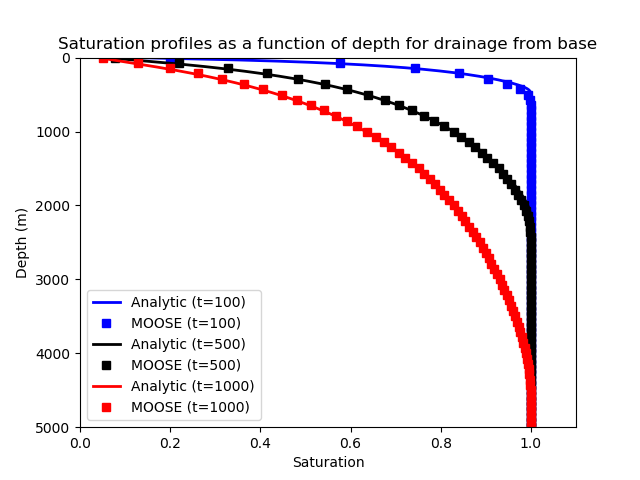 Saturation profiles as a function of depth for drainage from base
0
1000
2000
3000
4000
5000
Depth (m)
Analytic (t=100)
MOOSE (t=100)
Analytic (t=500)
MOOSE (t=500)
Analytic (t=1000)
MOOSE (t=1000)
0.0 0.2 0.4 0.6 0.8 1.0
Saturation